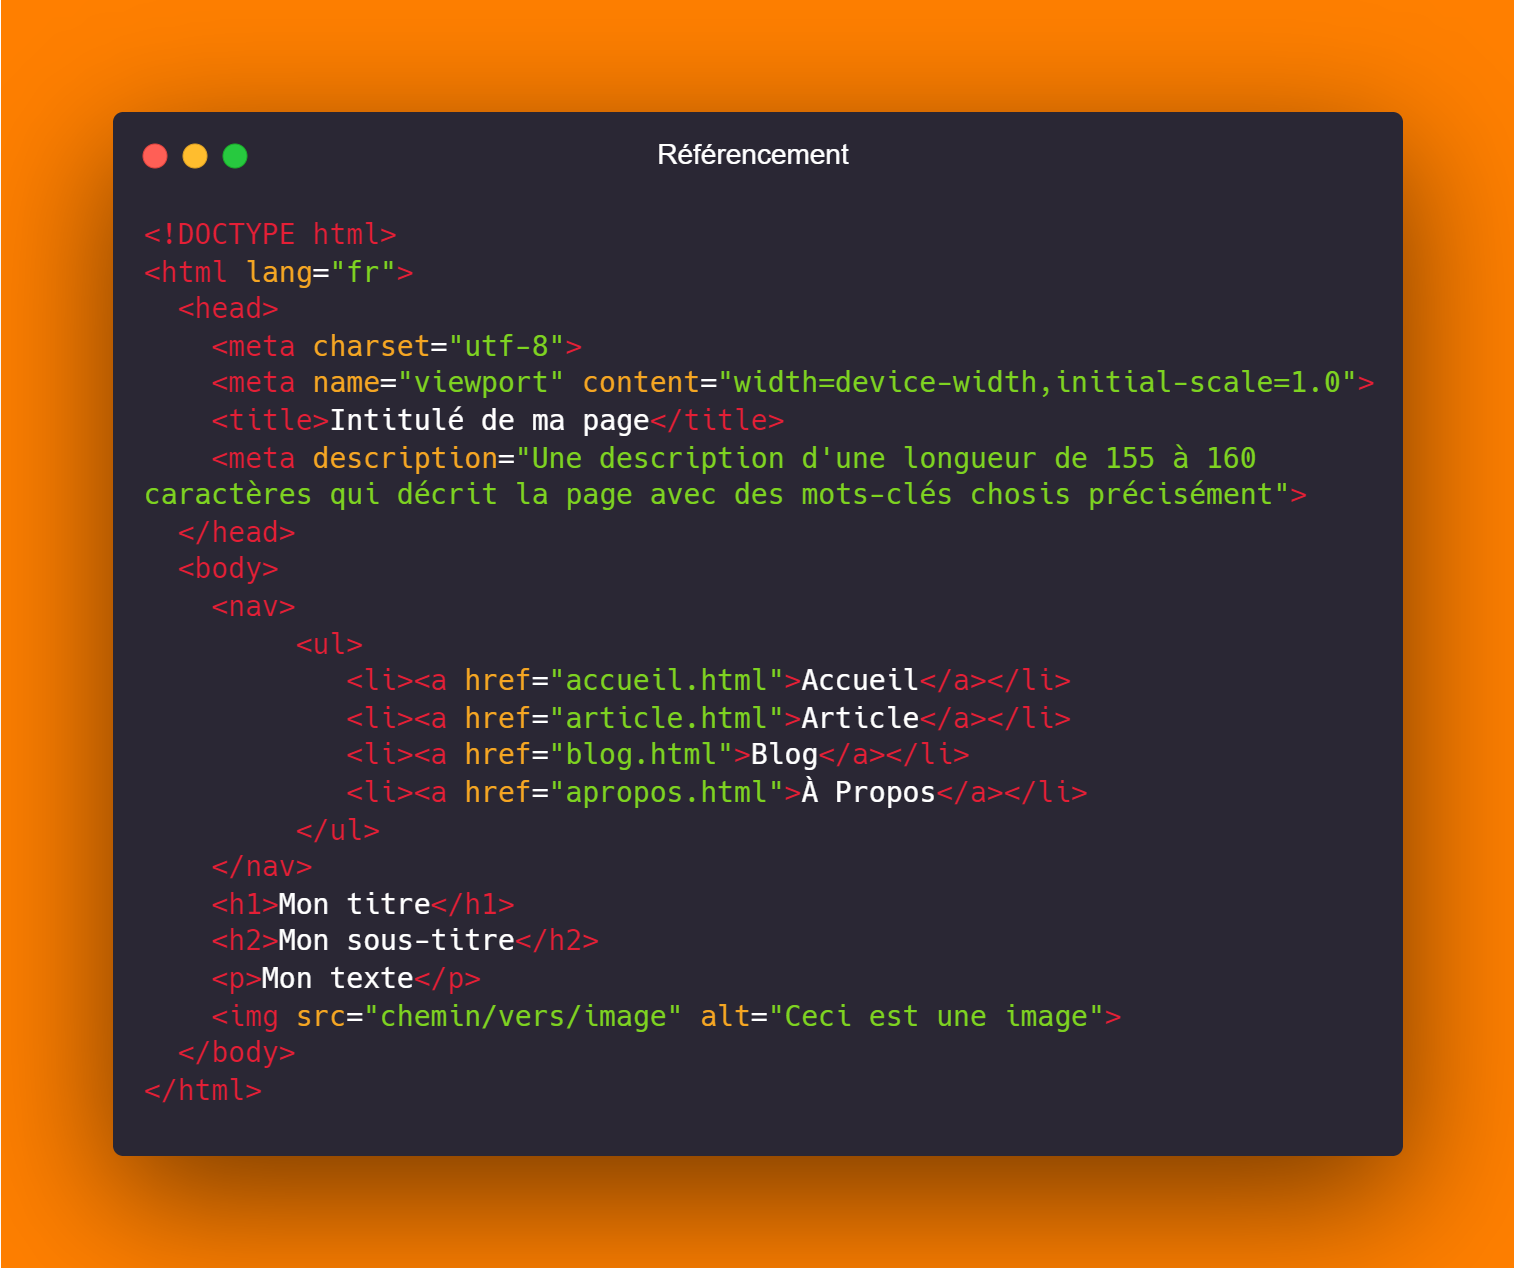 Référencement
<!DOCTYPE html>
<html lang="fr">
  <head>
    <meta charset="utf-8">
    <meta name="viewport" content="width=device-width,initial-scale=1.0">
    <title>Intitulé de ma page</title>
    <meta description="Une description d'une longueur de 155 à 160
caractères qui décrit la page avec des mots-clés chosis précisément">
  </head>
  <body>
    <nav>
         <ul>
            <li><a href="accueil.html">Accueil</a></li>
            <li><a href="article.html">Article</a></li>
            <li><a href="blog.html">Blog</a></li>
            <li><a href="apropos.html">À Propos</a></li>
         </ul>
    </nav>
    <h1>Mon titre</h1>
    <h2>Mon sous-titre</h2>
    <p>Mon texte</p>
    <img src="chemin/vers/image" alt="Ceci est une image">
  </body>
</html>